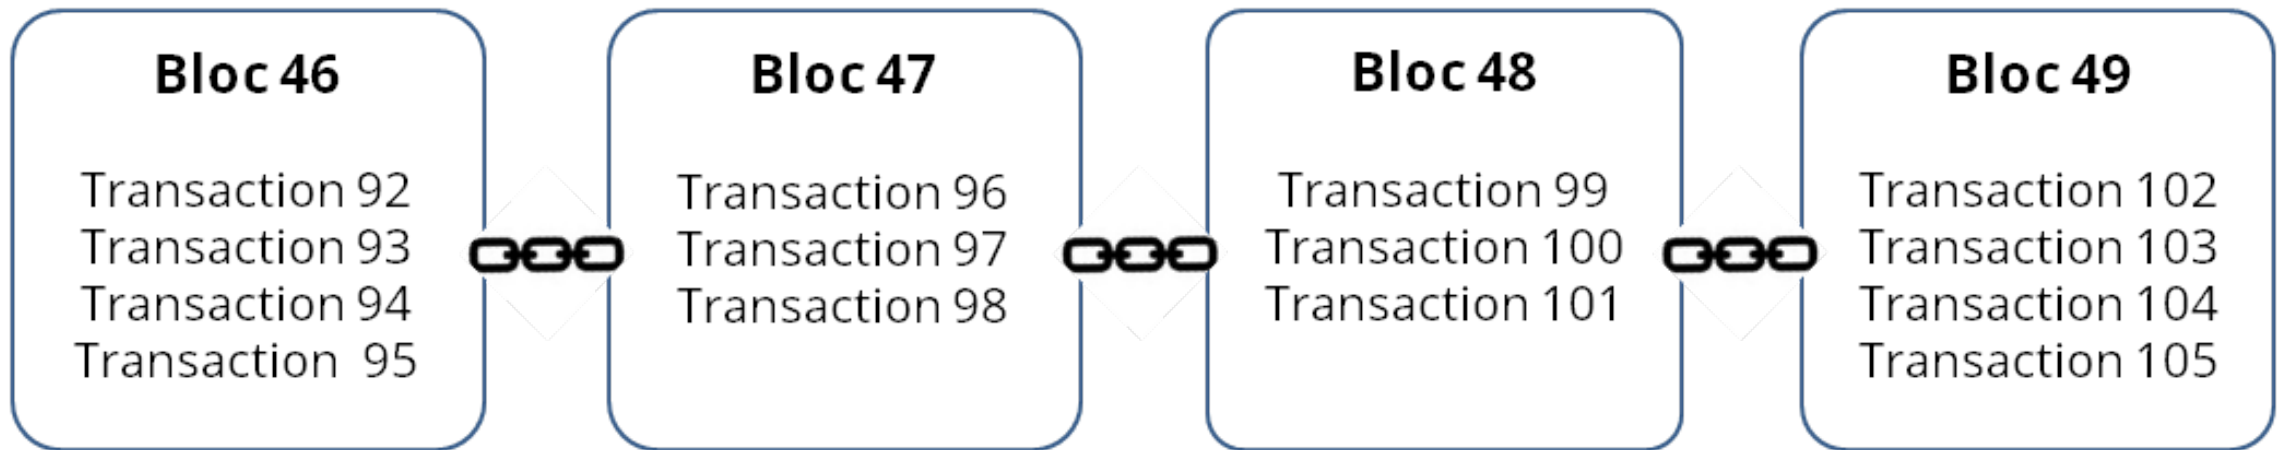 Bloc 46
Transaction 92
Transaction 93
Transaction 94
Transaction 95
Bloc 47
Transaction 96
Transaction 97
Transaction 98
Bloc 48
Transaction 99
Transaction 100
Transaction 101
Bloc 49
Transaction 102
Transaction 103
Transaction 104
Transaction 105